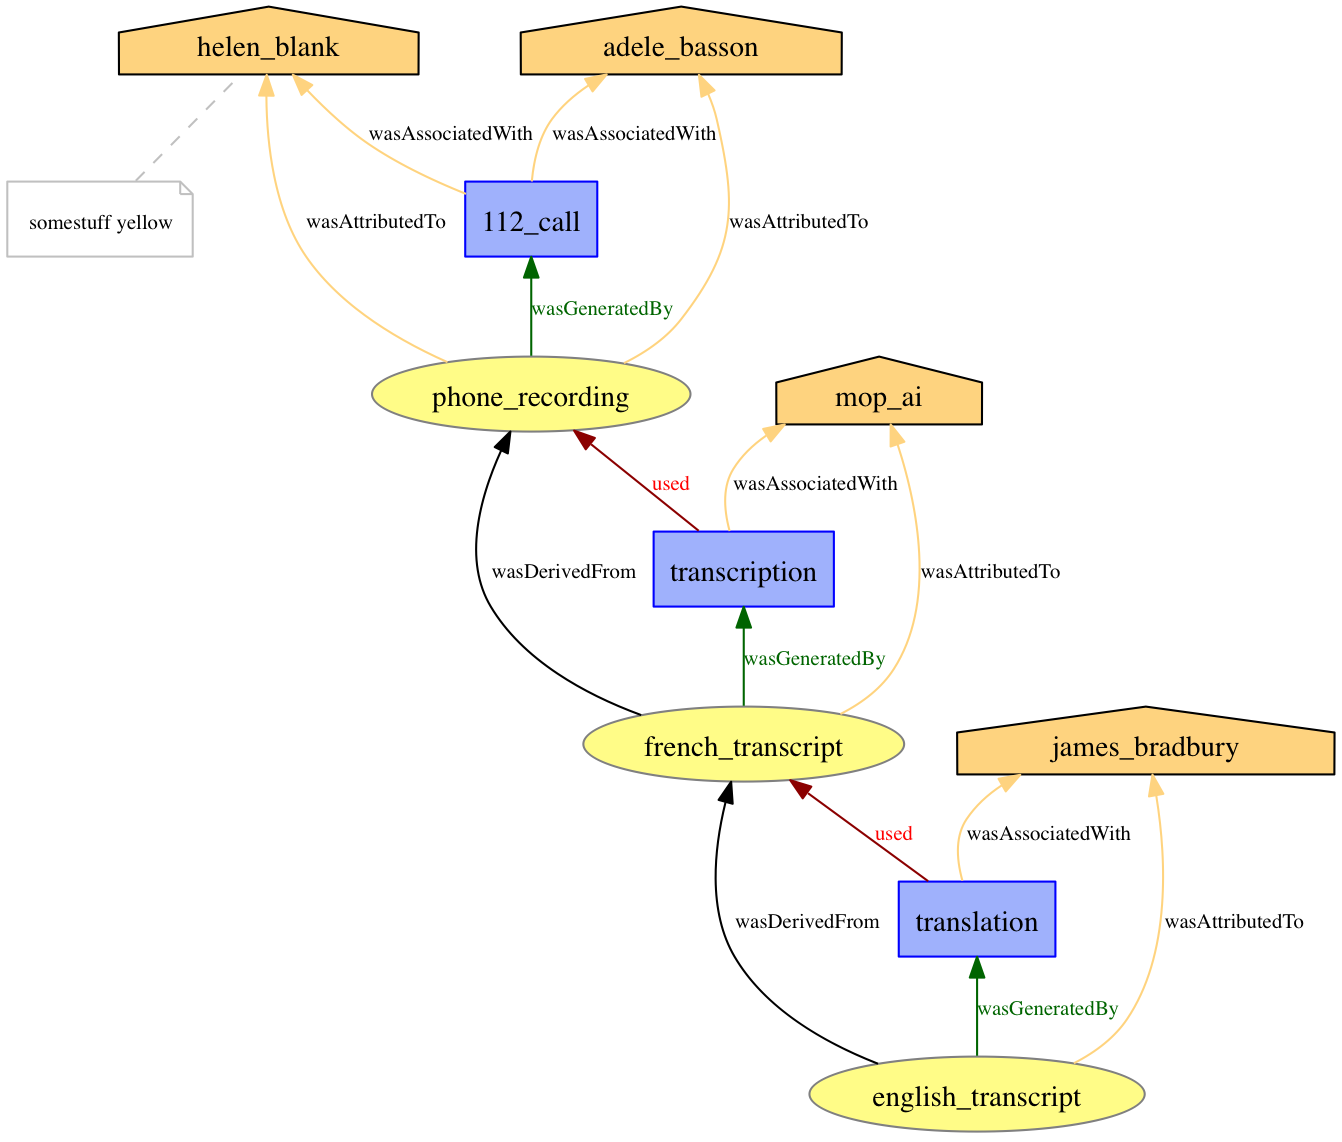 helen_blank
adele_basson
wasAssociatedWith
wasAssociatedWith
somestuff yellow
wasAttributedTo
112_call
wasAttributedTo
wasGeneratedBy
phone_recording
mop_ai
used
wasAssociatedWith
wasDerivedFrom
transcription
wasAttributedTo
wasGeneratedBy
french_transcript
james_bradbury
used
wasAssociatedWith
wasDerivedFrom
translation
wasAttributedTo
wasGeneratedBy
english_transcript